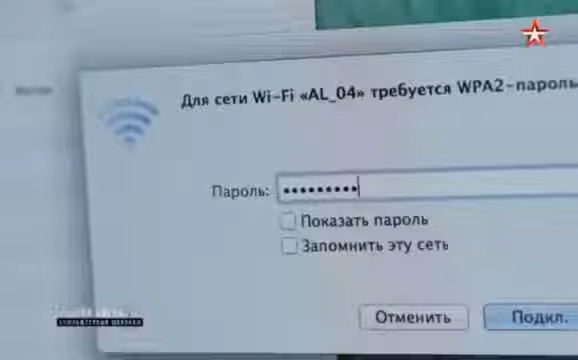 Для сети Wi-Fi «AL_04» требуется WPA2-пароль
Пароль: •••••••••
Показать пароль
Запомнить эту сеть
Отменить
Подкл.